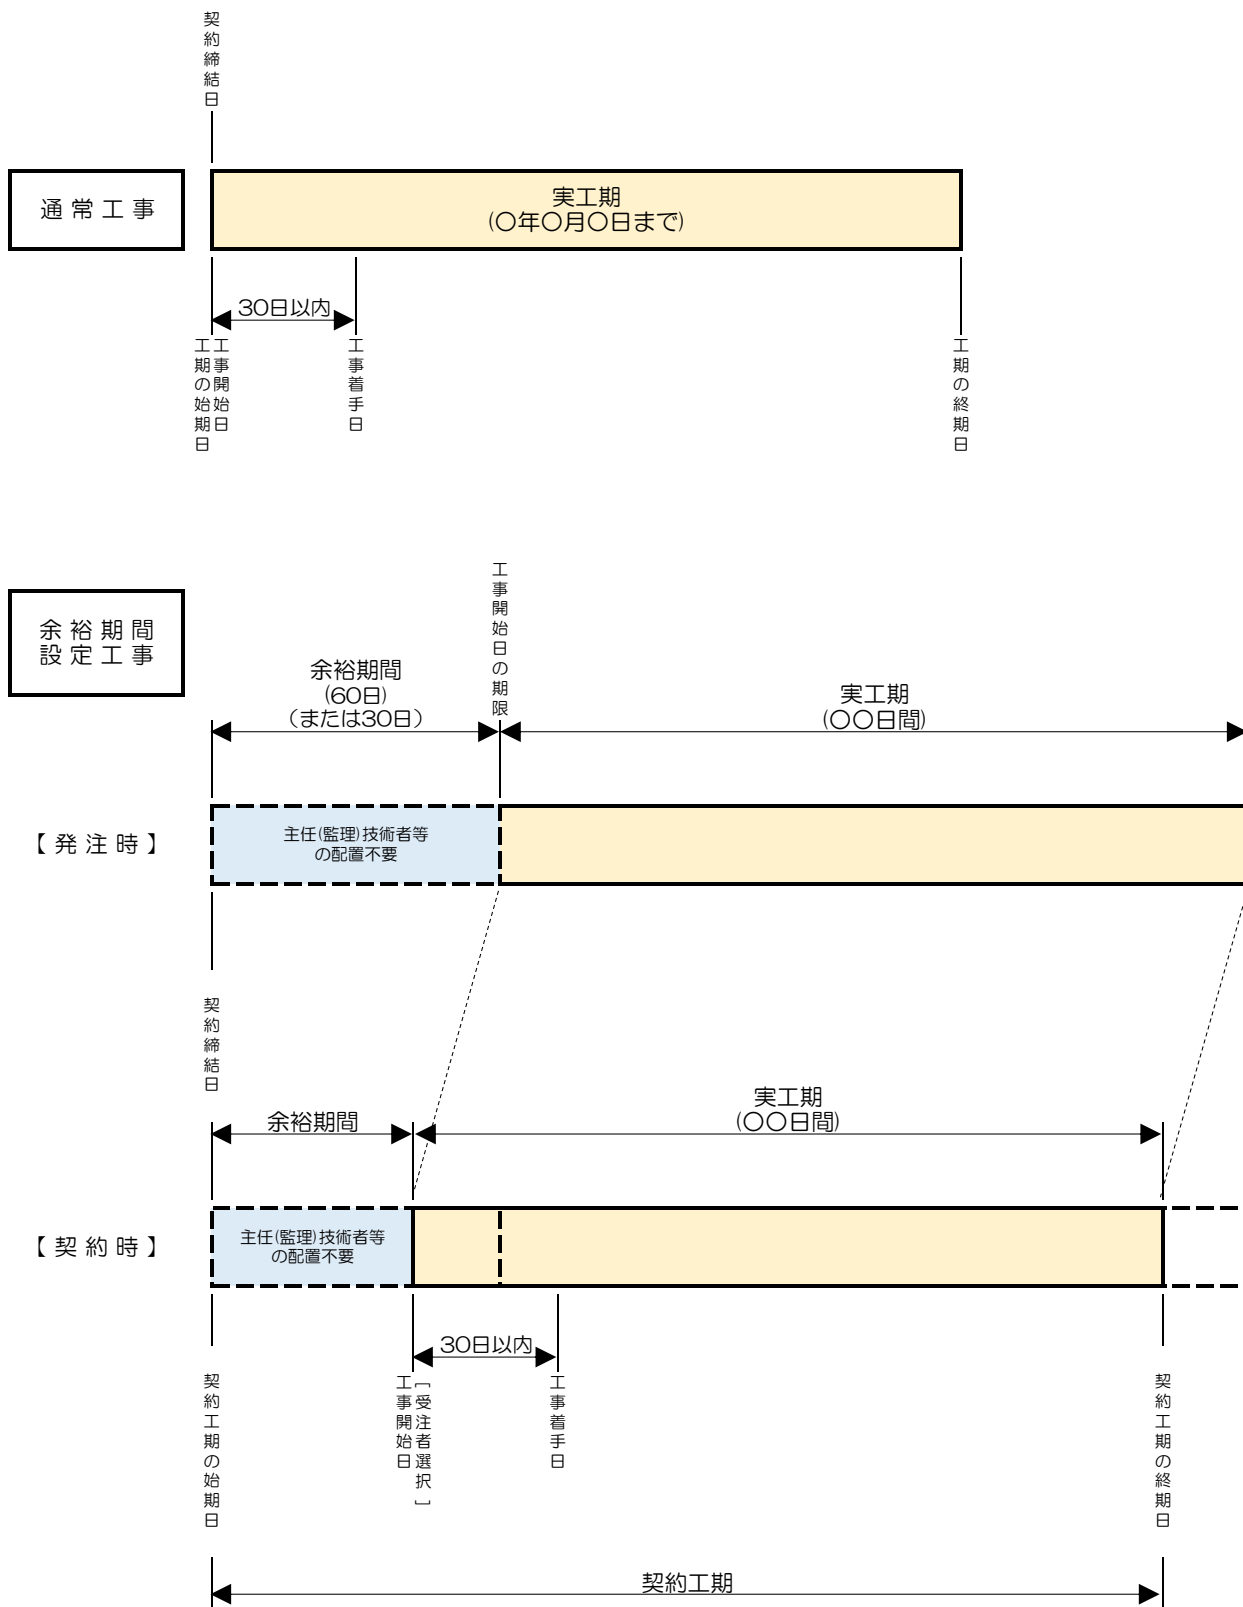 契約締結日
通常工事
実工期
(〇年〇月〇日まで)
30日以内
工事開始日
工期の始期日
工事着手日
工期の終期日
余裕期間
設定工事
工事開始日の期限
余裕期間
(60日)
(または30日)
実工期
(〇〇日間)
【発注時】
主任(監理)技術者等
の配置不要
契約締結日
余裕期間
実工期
(〇〇日間)
【契約時】
主任(監理)技術者等
の配置不要
30日以内
契約工期の始期日
[受注者選択]
工事開始日
工事着手日
契約工期の終期日
契約工期